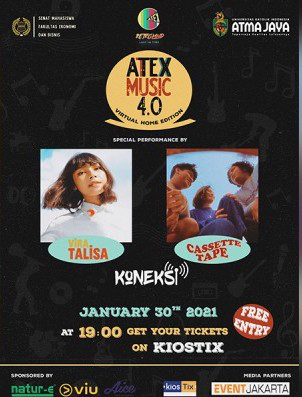 SENAT MAHASISWA
FAKULTAS EKONOMI
DAN BISNIS
RETROUND
UNIVERSITAS KATOLIK INDONESIA
ATMA JAYA
ATEX
MUSIC
4.0
VIRTUAL HOME EDITION
SPECIAL PERFORMANCE BY
VIRA
TALISA
CASSETTE
TAPE
KONEKSI
JANUARY 30TH 2021
FREE
ENTRY
AT 19:00 GET YOUR TICKETS
ON KIOSTIX
SPONSORED BY
MEDIA PARTNERS
natur-e
viu
Aice
kiosTix
EVENTJAKARTA